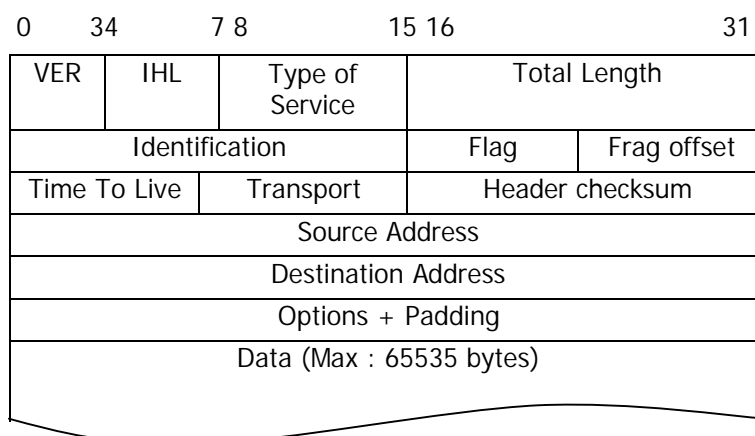 0 34 7 8 15 16 31
VER IHL Type of Total Length
Service
Identification Flag Frag offset
Time To Live Transport Header checksum
Source Address
Destination Address
Options + Padding
Data (Max : 65535 bytes)